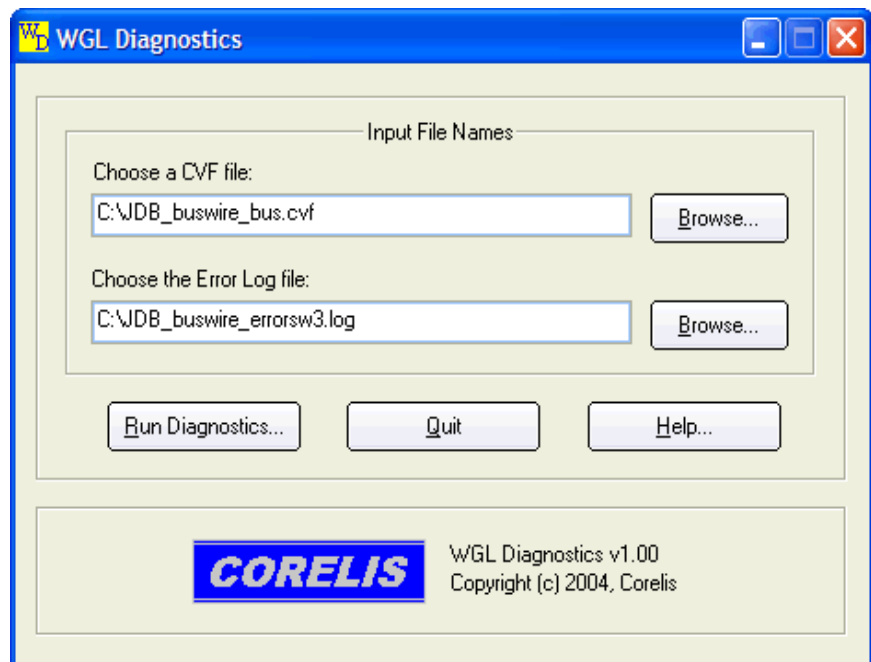 WD WGL Diagnostics
Input File Names
Choose a CVF file:
C:\JDB_buswire_bus.cvf
Browse...
Choose the Error Log file:
C:\JDB_buswire_errorsw3.log
Browse...
Run Diagnostics... Quit Help...
CORELIS
WGL Diagnostics v1.00
Copyright (c) 2004, Corelis